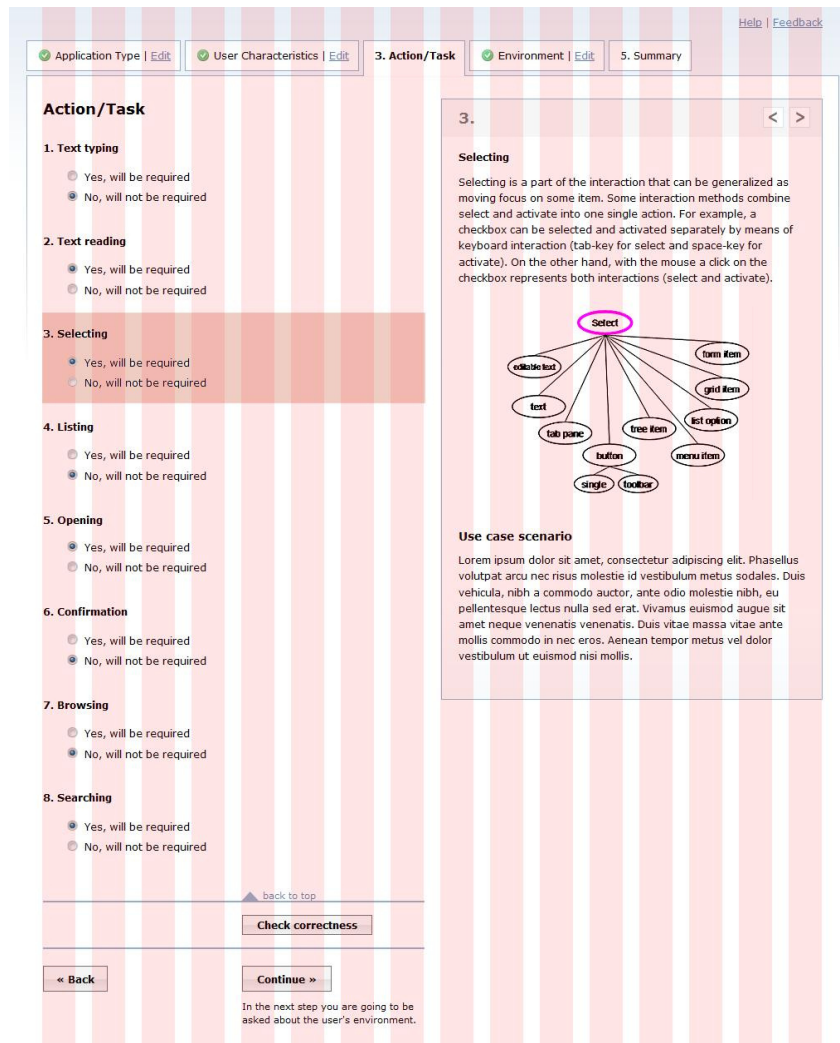 Help | Feedback
Application Type | Edit
User Characteristics | Edit
3. Action/Task
Environment | Edit
5. Summary
Action/Task
1. Text typing
Yes, will be required
No, will not be required
2. Text reading
Yes, will be required
No, will not be required
3. Selecting
Yes, will be required
No, will not be required
4. Listing
Yes, will be required
No, will not be required
5. Opening
Yes, will be required
No, will not be required
6. Confirmation
Yes, will be required
No, will not be required
7. Browsing
Yes, will be required
No, will not be required
8. Searching
Yes, will be required
No, will not be required
back to top
Check correctness
« Back
Continue »
In the next step you are going to be
asked about the user's environment.
3.
< >
Selecting
Selecting is a part of the interaction that can be generalized as
moving focus on some item. Some interaction methods combine
select and activate into one single action. For example, a
checkbox can be selected and activated separately by means of
keyboard interaction (tab-key for select and space-key for
activate). On the other hand, with the mouse a click on the
checkbox represents both interactions (select and activate).
Select
editable text
form item
grid item
text
list option
tab pane
tree item
button
menu item
single
toolbar
Use case scenario
Lorem ipsum dolor sit amet, consectetur adipiscing elit. Phasellus
volutpat arcu nec risus molestie id vestibulum metus sodales. Duis
vehicula, nibh a commodo auctor, ante odio molestie nibh, eu
pellentesque lectus nulla sed erat. Vivamus euismod augue sit
amet neque venenatis venenatis. Duis vitae massa vitae ante
mollis commodo in nec eros. Aenean tempor metus vel dolor
vestibulum ut euismod nisi mollis.